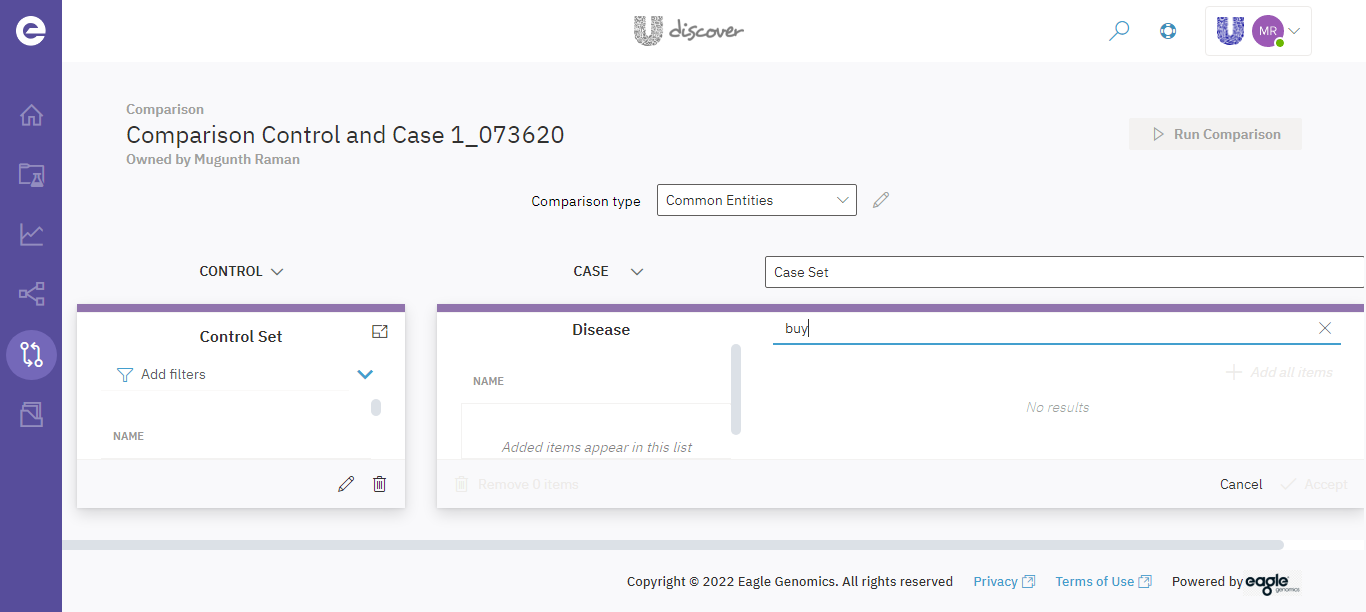 discover
MR
Comparison
Comparison Control and Case 1_073620
Owned by Mugunth Raman
Run Comparison
Comparison type
Common Entities
CONTROL
CASE
Case Set
Control Set
Disease
buy
Add filters
Add all items
NAME
No results
NAME
Added items appear in this list
Remove 0 items
Cancel
Accept
Copyright © 2022 Eagle Genomics. All rights reserved
Privacy
Terms of Use
Powered by eagle genomics